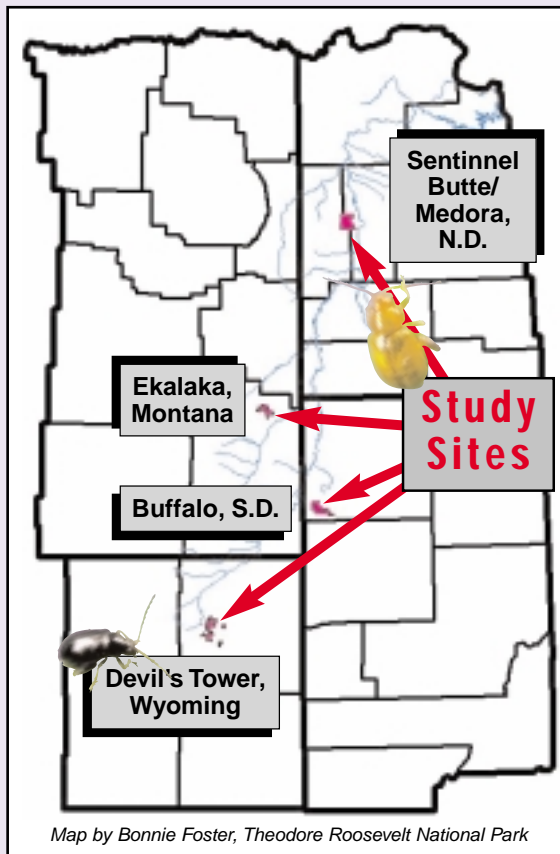 Sentinnel
Butte/
Medora,
N.D.
Ekalaka,
Montana
Study
Sites
Buffalo, S.D.
Devil's Tower,
Wyoming
Map by Bonnie Foster, Theodore Roosevelt National Park